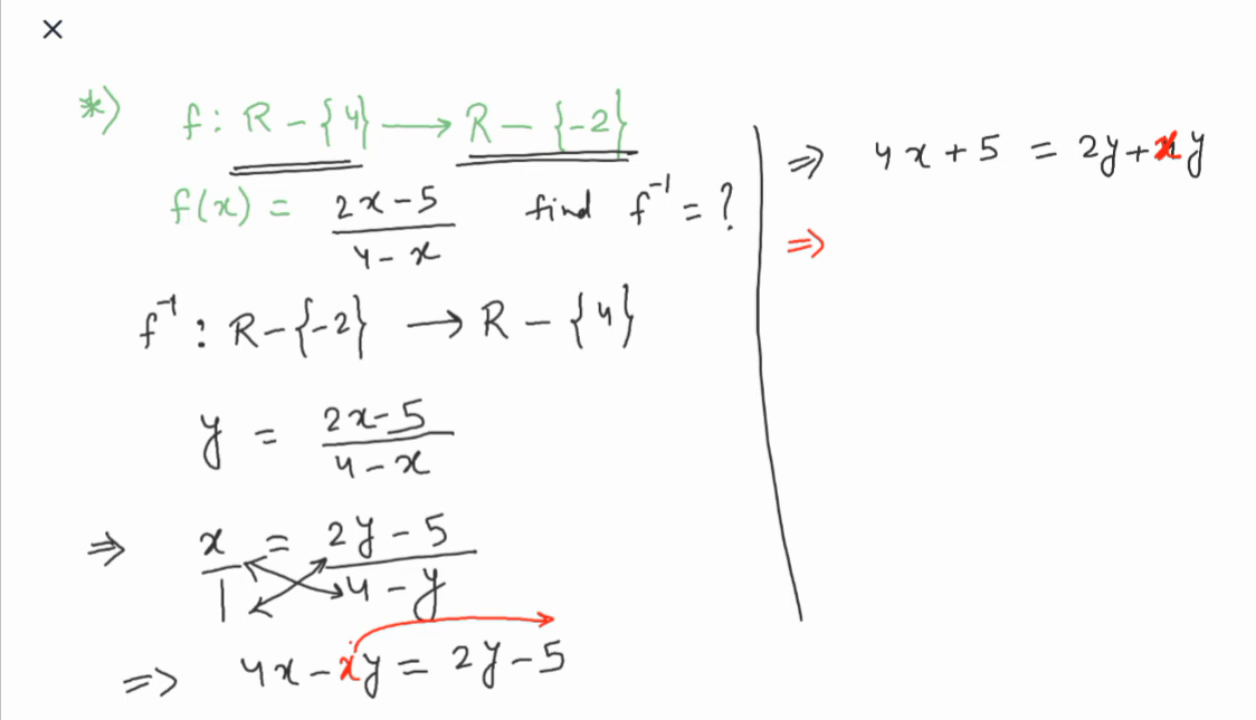 ×
*) f: R - {4} → R - {-2}
f(x) = (2x-5)/(4-x) find f⁻¹ = ?
f⁻¹ : R - {-2} → R - {4}
y = (2x-5)/(4-x)
⇒ x/1 = (2y-5)/(4-y)
⇒ 4x - xy = 2y - 5
⇒ 4x + 5 = 2y + xy
⇒